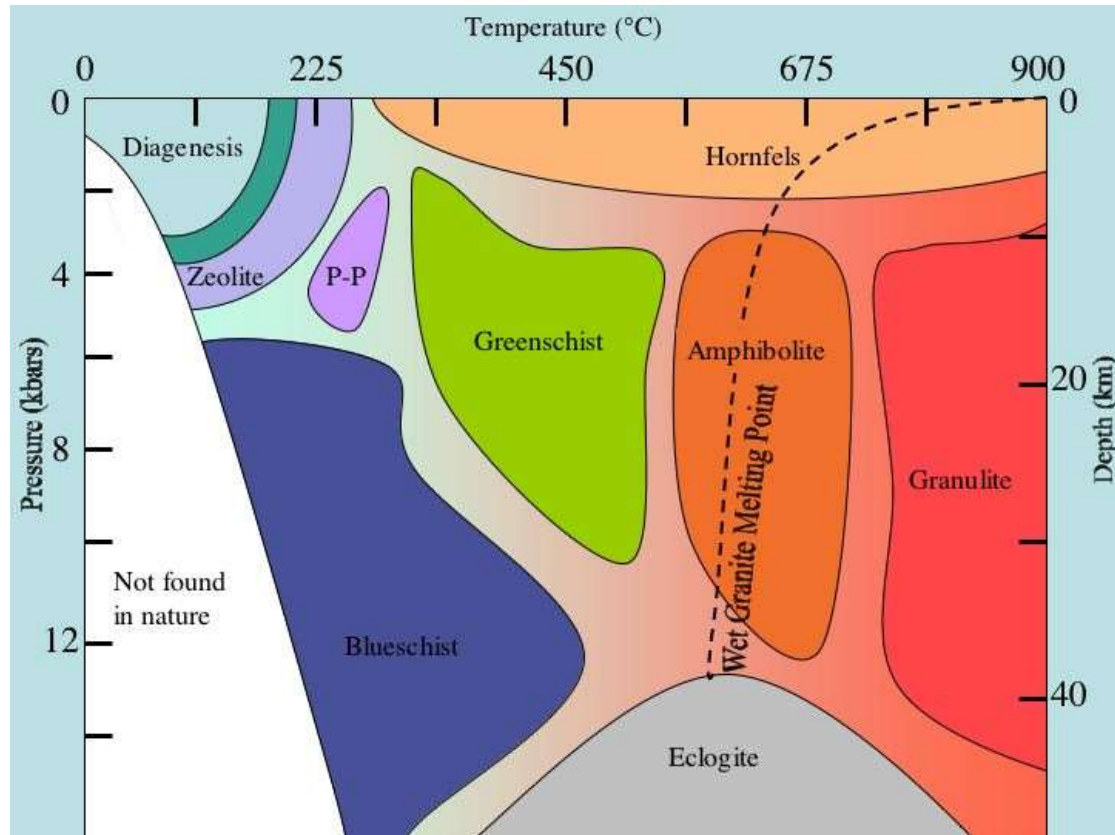 Temperature (°C)
0 225 450 675 900
0
0
Diagenesis
Hornfels
Zeolite
P-P
4
Greenschist
Amphibolite
20
Pressure (kbars)
Depth (km)
8
Wet Granite Melting Point
Granulite
Not found
in nature
12
Blueschist
40
Eclogite